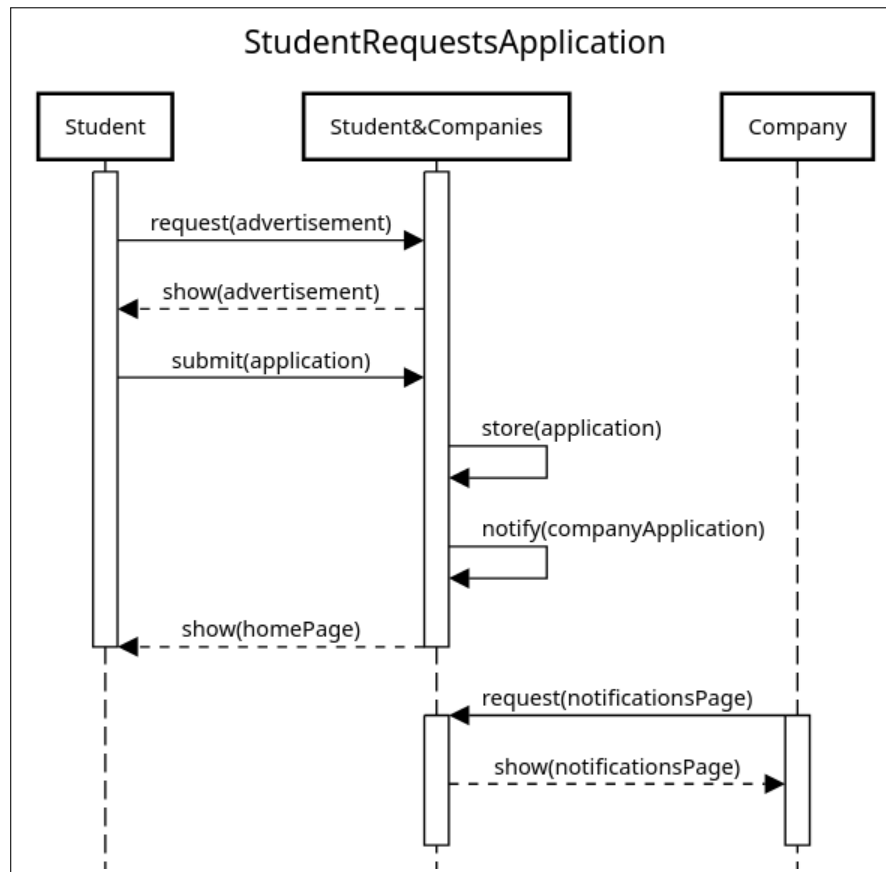 StudentRequestsApplication
Student
Student&Companies
Company
request(advertisement)
show(advertisement)
submit(application)
store(application)
notify(companyApplication)
show(homePage)
request(notificationsPage)
show(notificationsPage)